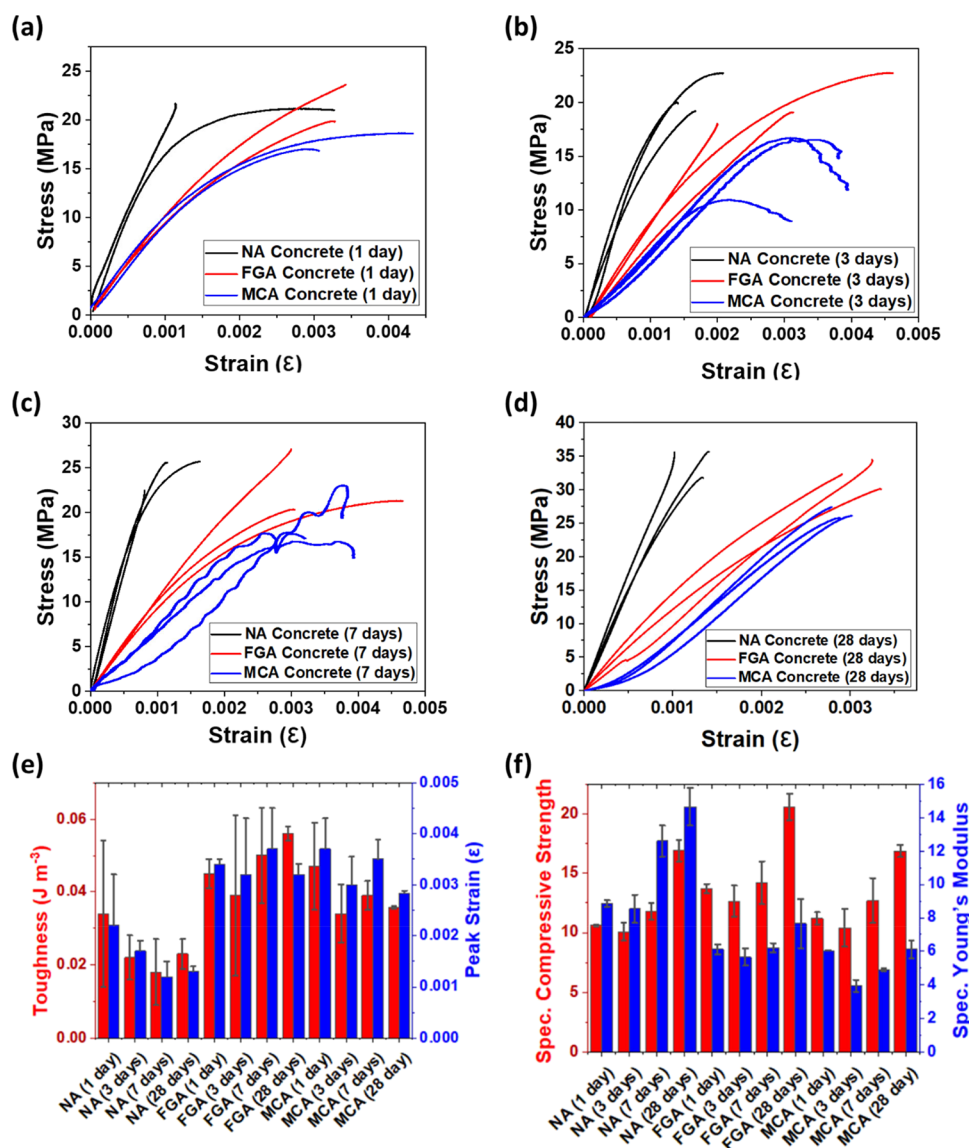 (a)
25
20
15
10
5
0
Stress (MPa)
NA Concrete (1 day)
FGA Concrete (1 day)
MCA Concrete (1 day)
0.000 0.001 0.002 0.003 0.004
Strain (ε)
(b)
25
20
15
10
5
0
Stress (MPa)
NA Concrete (3 days)
FGA Concrete (3 days)
MCA Concrete (3 days)
0.000 0.001 0.002 0.003 0.004 0.005
Strain (ε)
(c)
30
25
20
15
10
5
0
Stress (MPa)
NA Concrete (7 days)
FGA Concrete (7 days)
MCA Concrete (7 days)
0.000 0.001 0.002 0.003 0.004 0.005
Strain (ε)
(d)
40
35
30
25
20
15
10
5
0
Stress (MPa)
NA Concrete (28 days)
FGA Concrete (28 days)
MCA Concrete (28 days)
0.000 0.001 0.002 0.003
Strain (ε)
(e)
0.06
0.04
0.02
0.00
Toughness (J m⁻³)
0.005
0.004
0.003
0.002
0.001
0.000
Peak Strain (ε)
NA (1 day)
NA (3 days)
NA (7 days)
NA (28 days)
FGA (1 day)
FGA (3 days)
FGA (7 days)
FGA (28 days)
MCA (1 day)
MCA (3 days)
MCA (7 days)
MCA (28 day)
(f)
20
15
10
5
0
Spec. Compressive Strength
16
14
12
10
8
6
4
2
0
Spec. Young's Modulus
NA (1 day)
NA (3 days)
NA (7 days)
NA (28 days)
FGA (1 day)
FGA (3 days)
FGA (7 days)
FGA (28 days)
MCA (1 day)
MCA (3 days)
MCA (7 days)
MCA (28 day)